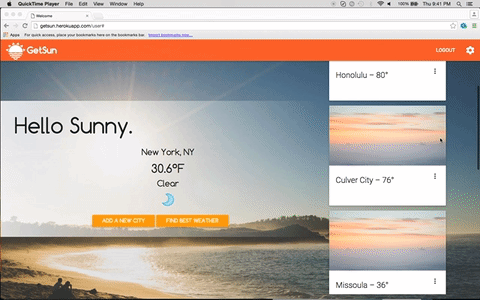 QuickTime Player File Edit View Window Help
100% Thu 9:41 PM
Welcome
getsun.herokuapp.com/user#
Apps For quick access, place your bookmarks here on the bookmarks bar. Import bookmarks now...
GetSun
LOGOUT
Honolulu – 80°
Hello Sunny.
New York, NY
30.6°F
Clear
ADD A NEW CITY
FIND BEST WEATHER
Culver City – 76°
Missoula – 36°